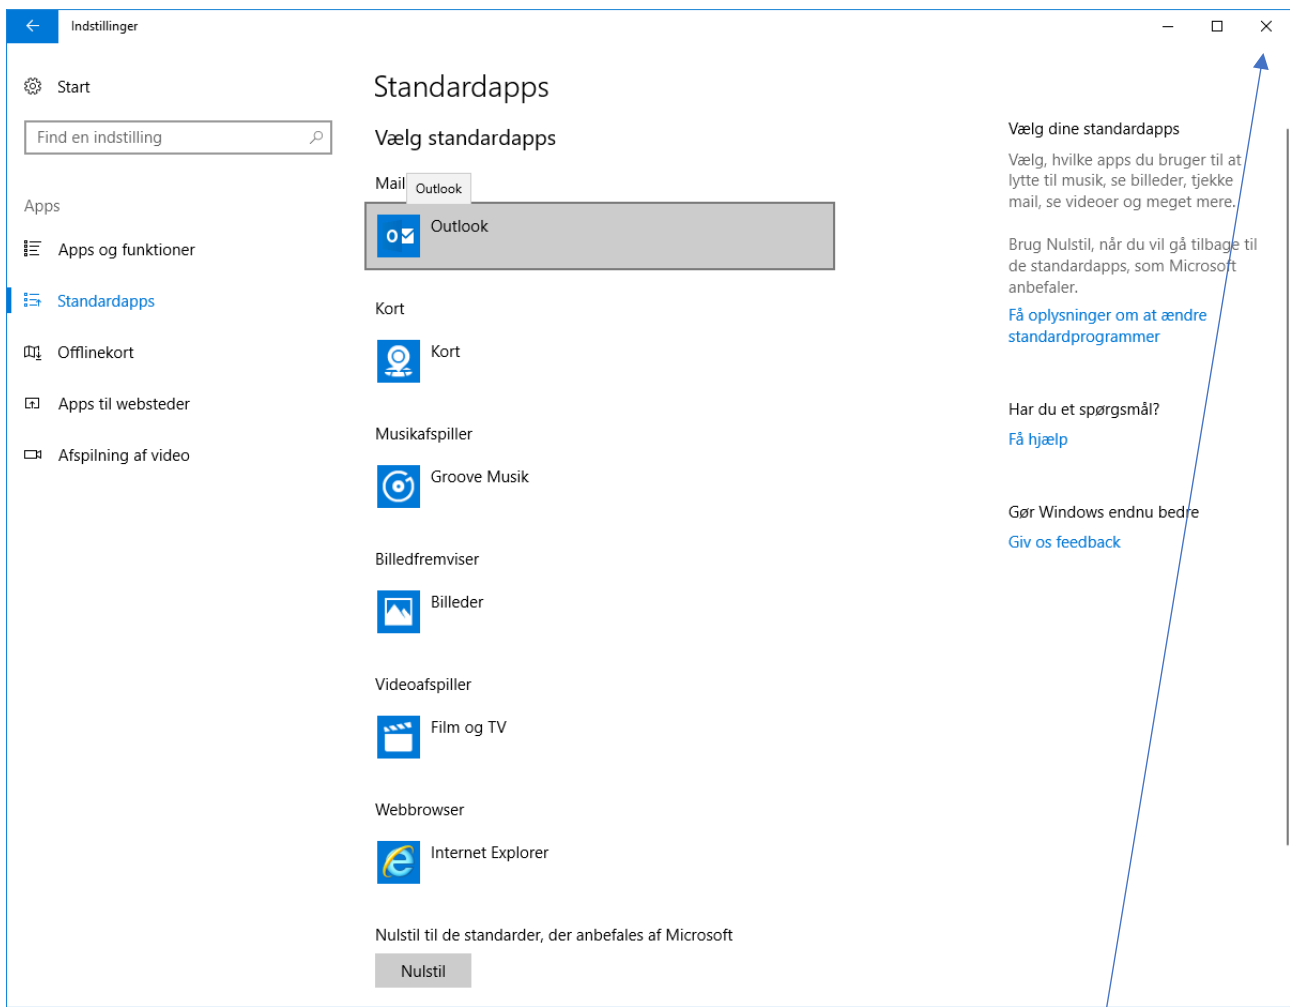 Indstillinger
Start
Find en indstilling
Apps
Apps og funktioner
Standardapps
Offlinekort
Apps til websteder
Afspilning af video
Standardapps
Vælg standardapps
Mail
Outlook
Outlook
Kort
Kort
Musikafspiller
Groove Musik
Billedfremviser
Billeder
Videoafspiller
Film og TV
Webbrowser
Internet Explorer
Nulstil til de standarder, der anbefales af Microsoft
Nulstil
Vælg dine standardapps
Vælg, hvilke apps du bruger til at
lytte til musik, se billeder, tjekke
mail, se videoer og meget mere.
Brug Nulstil, når du vil gå tilbage til
de standardapps, som Microsoft
anbefaler.
Få oplysninger om at ændre
standardprogrammer
Har du et spørgsmål?
Få hjælp
Gør Windows endnu bedre
Giv os feedback